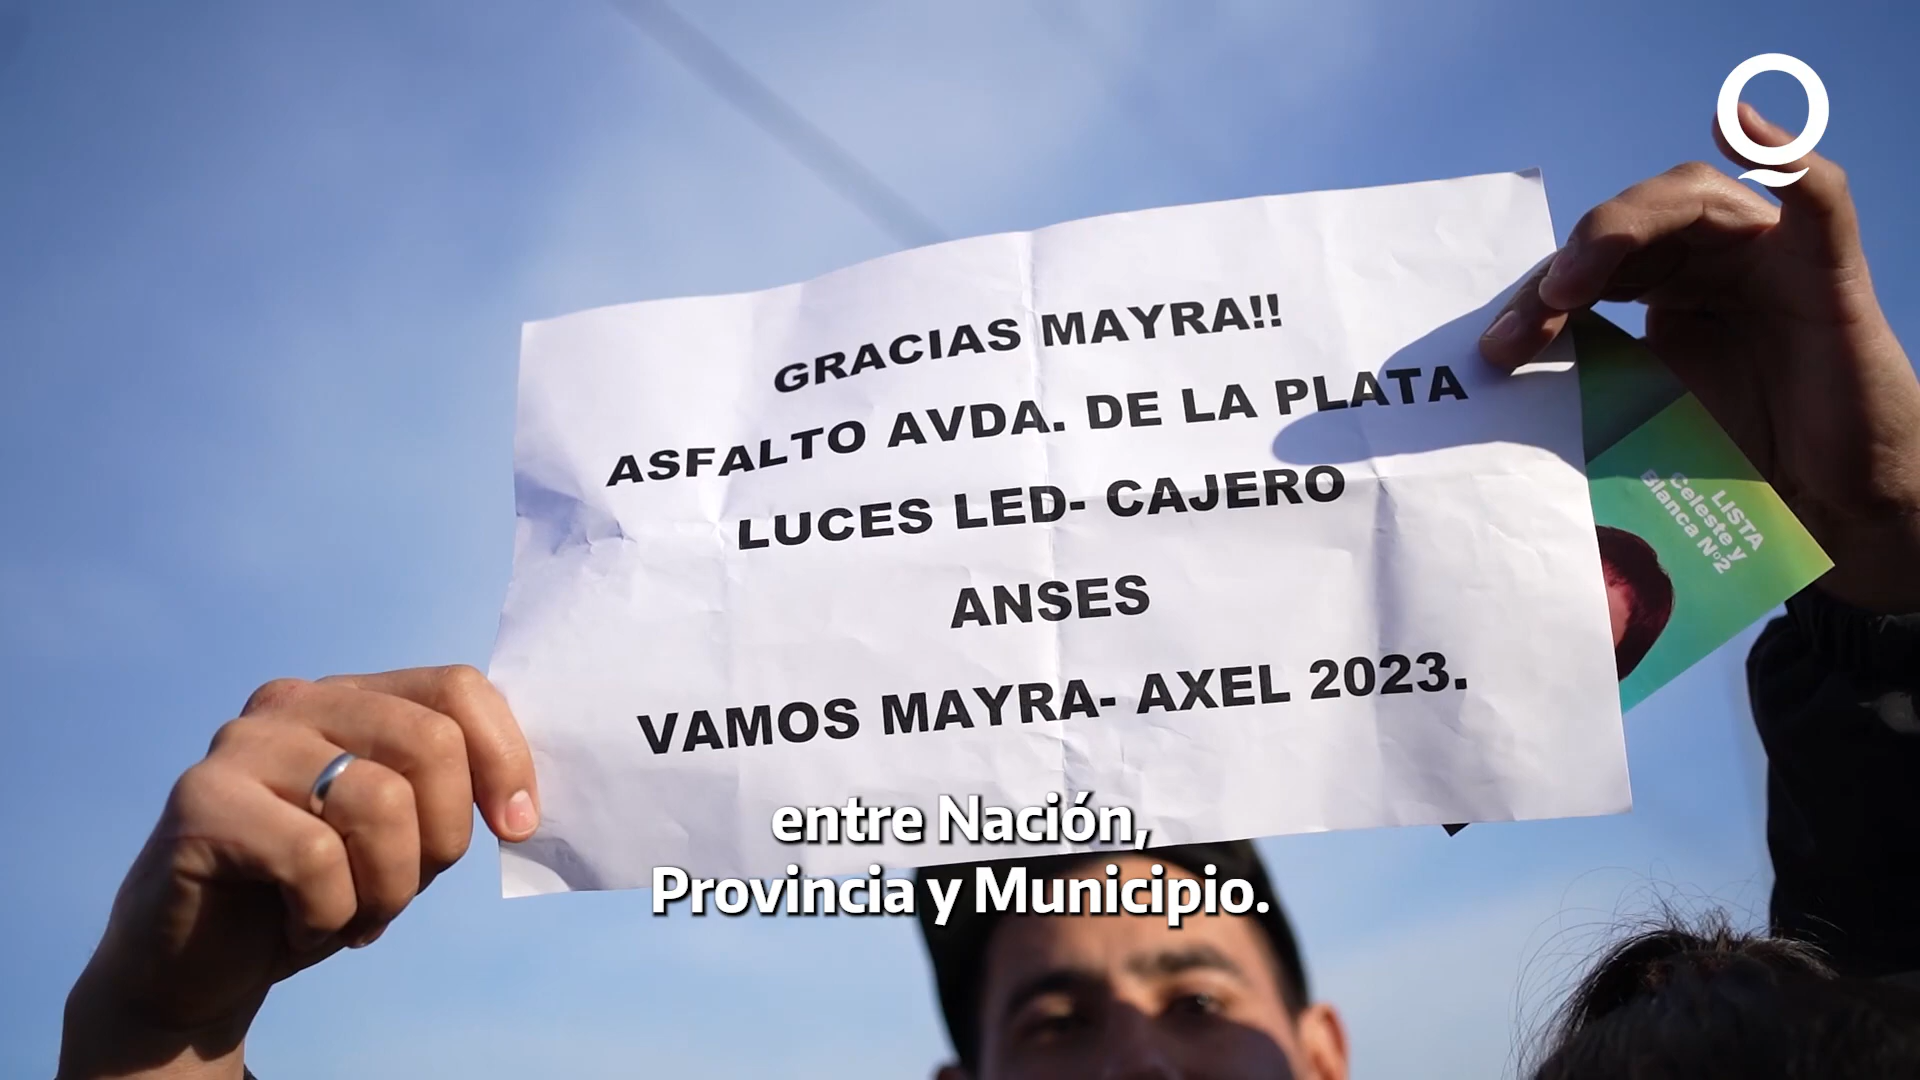 GRACIAS MAYRA!!
ASFALTO AVDA. DE LA PLATA
LUCES LED- CAJERO
ANSES
VAMOS MAYRA- AXEL 2023.
LISTA
Celeste y
Blanca Nº2
entre Nación,
Provincia y Municipio.